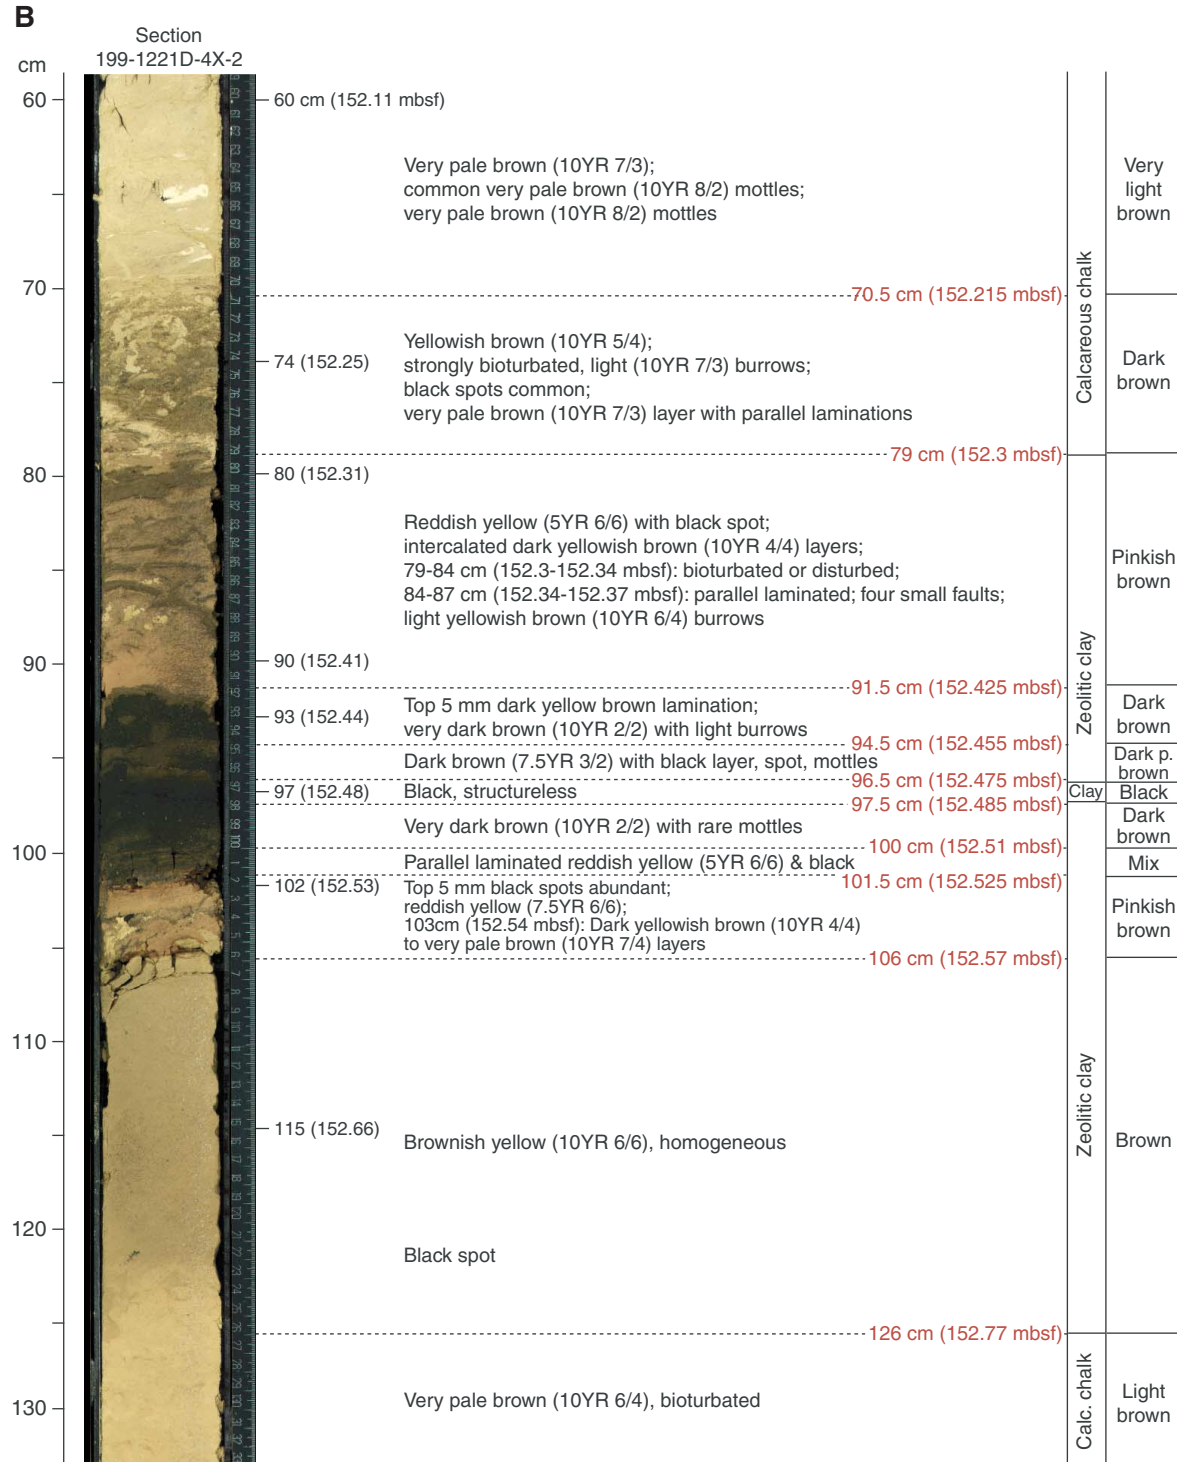 B
Section
199-1221D-4X-2
cm
60
60 cm (152.11 mbsf)
Very pale brown (10YR 7/3);
common very pale brown (10YR 8/2) mottles;
very pale brown (10YR 8/2) mottles
Very
light
brown
70
70.5 cm (152.215 mbsf)
Calcareous chalk
74 (152.25)
Yellowish brown (10YR 5/4);
strongly bioturbated, light (10YR 7/3) burrows;
black spots common;
very pale brown (10YR 7/3) layer with parallel laminations
Dark
brown
79 cm (152.3 mbsf)
80
80 (152.31)
Reddish yellow (5YR 6/6) with black spot;
intercalated dark yellowish brown (10YR 4/4) layers;
79-84 cm (152.3-152.34 mbsf): bioturbated or disturbed;
84-87 cm (152.34-152.37 mbsf): parallel laminated; four small faults;
light yellowish brown (10YR 6/4) burrows
Pinkish
brown
Zeolitic clay
90
90 (152.41)
91.5 cm (152.425 mbsf)
93 (152.44)
Top 5 mm dark yellow brown lamination;
very dark brown (10YR 2/2) with light burrows
Dark
brown
94.5 cm (152.455 mbsf)
Dark brown (7.5YR 3/2) with black layer, spot, mottles
Dark p.
brown
96.5 cm (152.475 mbsf)
97 (152.48)
Black, structureless
Clay
Black
97.5 cm (152.485 mbsf)
Very dark brown (10YR 2/2) with rare mottles
Dark
brown
100
100 cm (152.51 mbsf)
Parallel laminated reddish yellow (5YR 6/6) & black
Mix
101.5 cm (152.525 mbsf)
102 (152.53)
Top 5 mm black spots abundant;
reddish yellow (7.5YR 6/6);
103cm (152.54 mbsf): Dark yellowish brown (10YR 4/4)
to very pale brown (10YR 7/4) layers
Pinkish
brown
106 cm (152.57 mbsf)
110
Zeolitic clay
115 (152.66)
Brownish yellow (10YR 6/6), homogeneous
Brown
120
Black spot
126 cm (152.77 mbsf)
130
Very pale brown (10YR 6/4), bioturbated
Calc. chalk
Light
brown